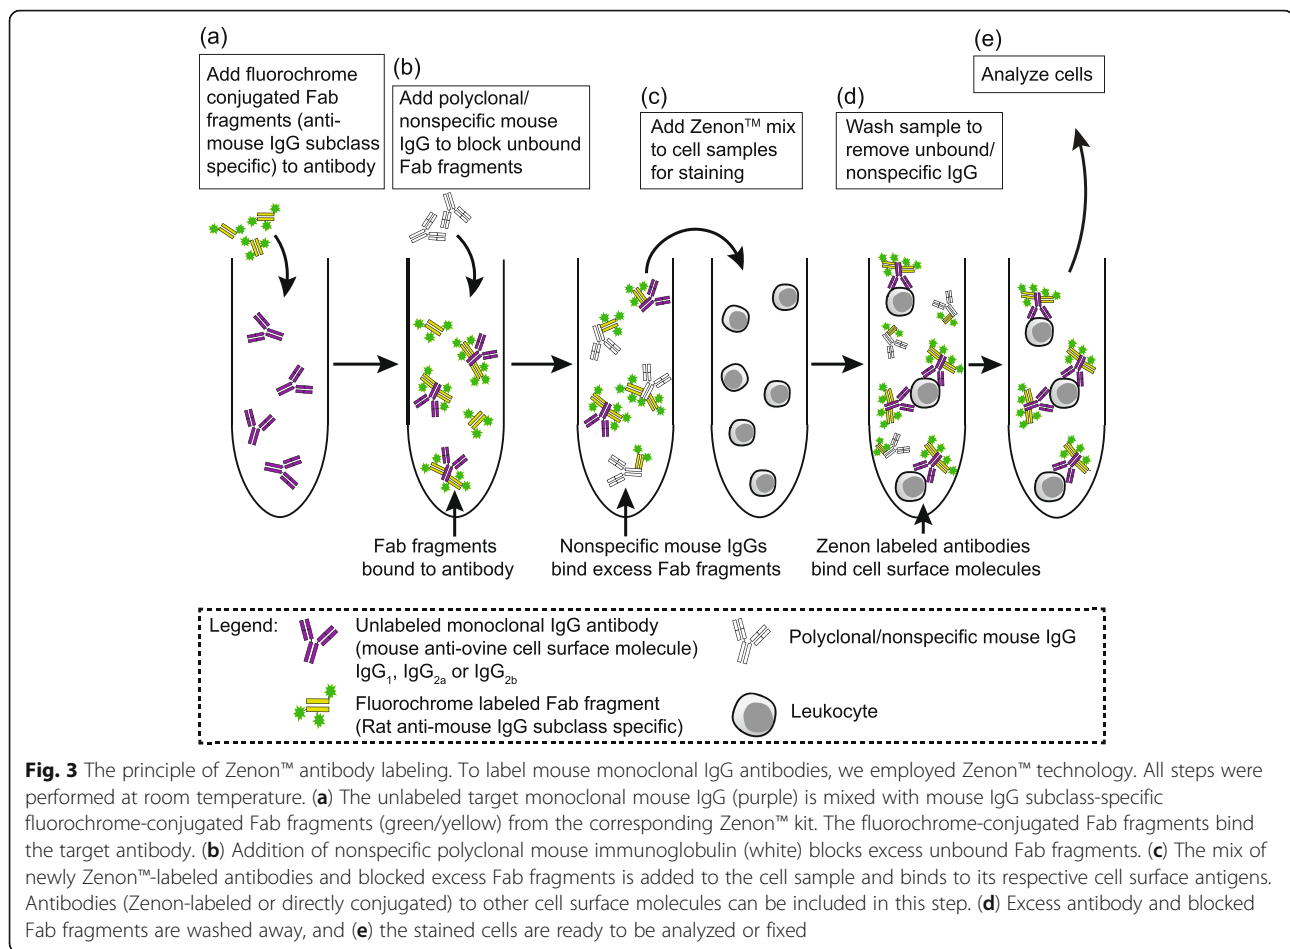 (a)
Add fluorochrome
conjugated Fab
fragments (anti-
mouse IgG subclass
specific) to antibody
(b)
Add polyclonal/
nonspecific mouse
IgG to block unbound
Fab fragments
(c)
Add Zenon™ mix
to cell samples
for staining
(d)
Wash sample to
remove unbound/
nonspecific IgG
(e)
Analyze cells
Fab fragments
bound to antibody
Nonspecific mouse IgGs
bind excess Fab fragments
Zenon labeled antibodies
bind cell surface molecules
Legend:
Unlabeled monoclonal IgG antibody
(mouse anti-ovine cell surface molecule)
IgG₁, IgG₂ₐ or IgG2b
Fluorochrome labeled Fab fragment
(Rat anti-mouse IgG subclass specific)
Polyclonal/nonspecific mouse IgG
Leukocyte
Fig. 3 The principle of Zenon™ antibody labeling. To label mouse monoclonal IgG antibodies, we employed Zenon™ technology. All steps were
performed at room temperature. (a) The unlabeled target monoclonal mouse IgG (purple) is mixed with mouse IgG subclass-specific
fluorochrome-conjugated Fab fragments (green/yellow) from the corresponding Zenon™ kit. The fluorochrome-conjugated Fab fragments bind
the target antibody. (b) Addition of nonspecific polyclonal mouse immunoglobulin (white) blocks excess unbound Fab fragments. (c) The mix of
newly Zenon™-labeled antibodies and blocked excess Fab fragments is added to the cell sample and binds to its respective cell surface antigens.
Antibodies (Zenon-labeled or directly conjugated) to other cell surface molecules can be included in this step. (d) Excess antibody and blocked
Fab fragments are washed away, and (e) the stained cells are ready to be analyzed or fixed